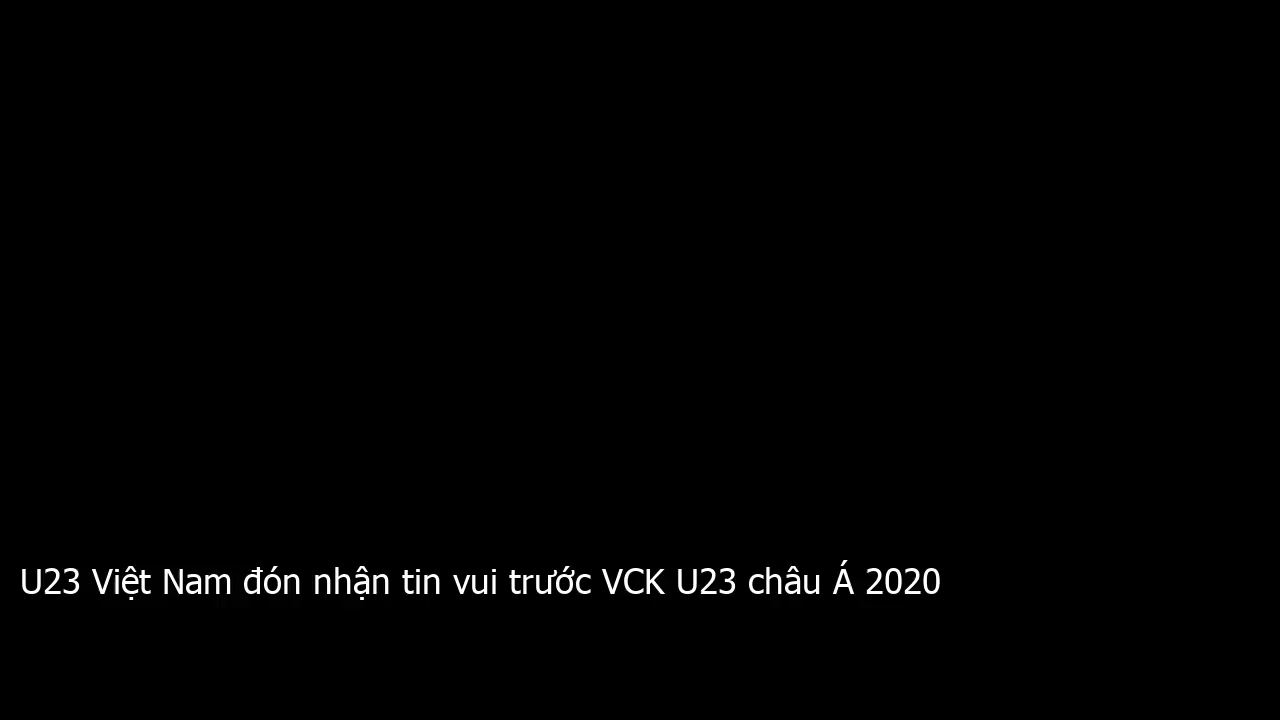 U23 Việt Nam đón nhận tin vui trước VCK U23 châu Á 2020